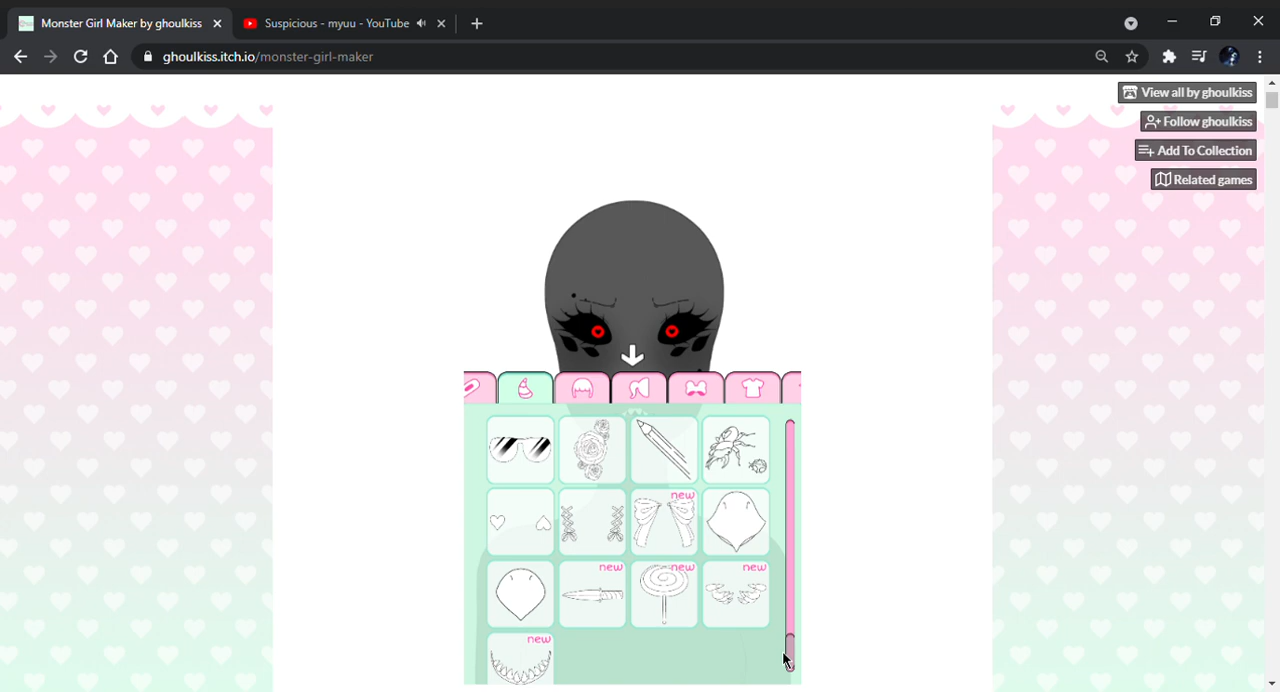 Monster Girl Maker by ghoulkiss
Suspicious - myuu - YouTube
ghoulkiss.itch.io/monster-girl-maker
View all by ghoulkiss
Follow ghoulkiss
Add To Collection
Related games
new
new
new
new
new